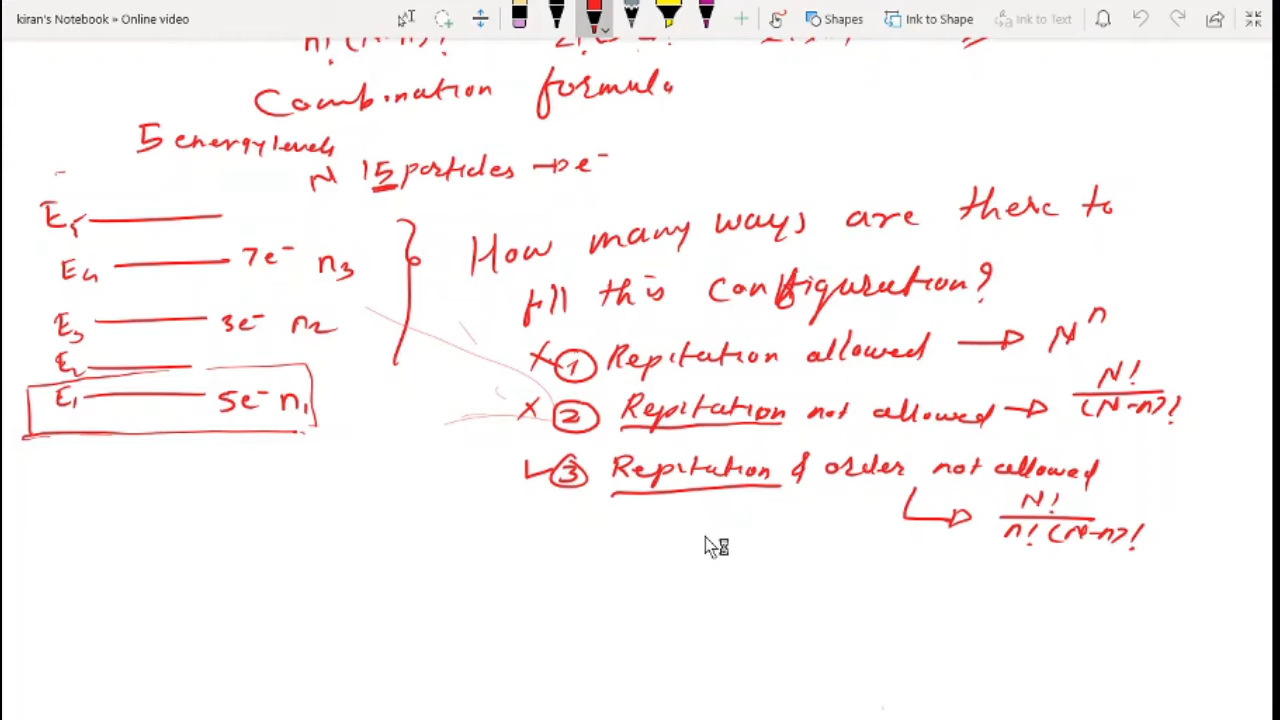 kiran's Notebook » Online video
Shapes
Ink to Shape
Ink to Text
Combination formula
5 energy levels
N 15 particles → e⁻
E₅
E₄ 7e⁻ n₃
E₃ 3e⁻ n₂
E₂
E₁ 5e⁻ n₁
How many ways are there to
fill this configuration?
× ① Repitation allowed → Nⁿ
× ② Repitation not allowed → N! / (N-n)!
✓ ③ Repitation & order not allowed
→ N! / n! (N-n)!